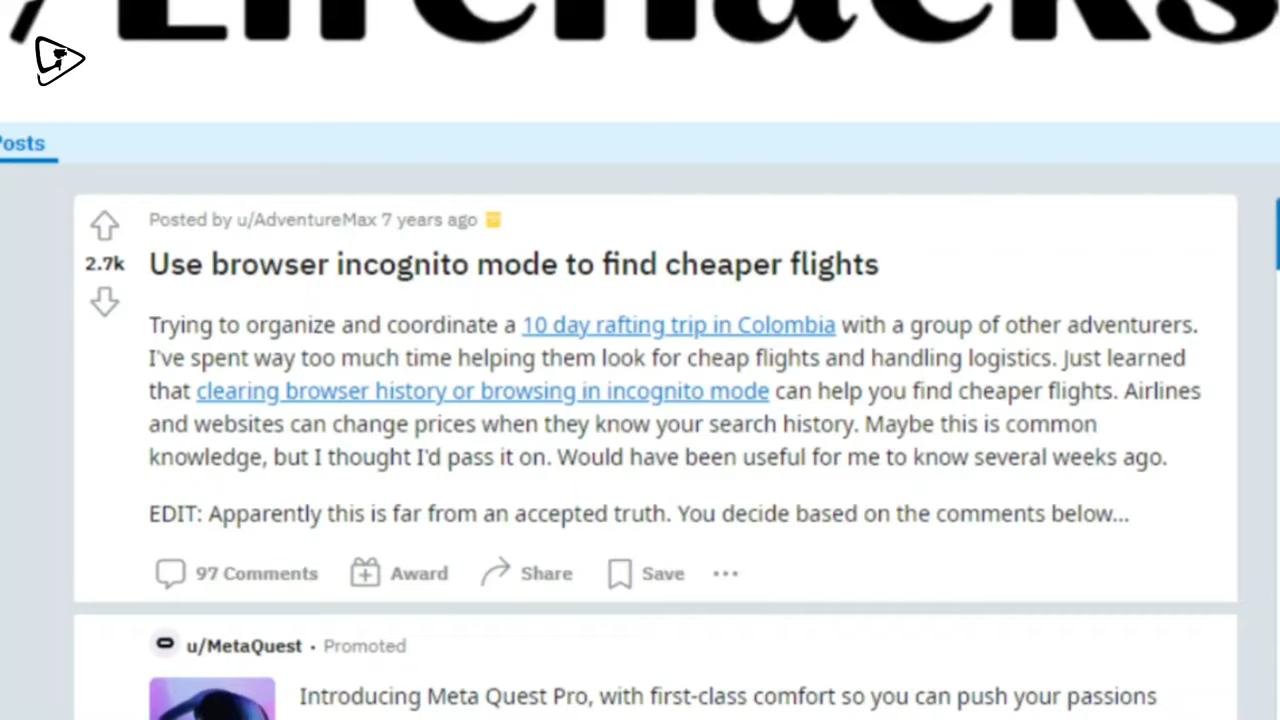 /LifeHacks
Posts
Posted by u/AdventureMax 7 years ago
2.7k
Use browser incognito mode to find cheaper flights
Trying to organize and coordinate a 10 day rafting trip in Colombia with a group of other adventurers.
I've spent way too much time helping them look for cheap flights and handling logistics. Just learned
that clearing browser history or browsing in incognito mode can help you find cheaper flights. Airlines
and websites can change prices when they know your search history. Maybe this is common
knowledge, but I thought I'd pass it on. Would have been useful for me to know several weeks ago.
EDIT: Apparently this is far from an accepted truth. You decide based on the comments below...
97 Comments Award Share Save ...
u/MetaQuest · Promoted
Introducing Meta Quest Pro, with first-class comfort so you can push your passions